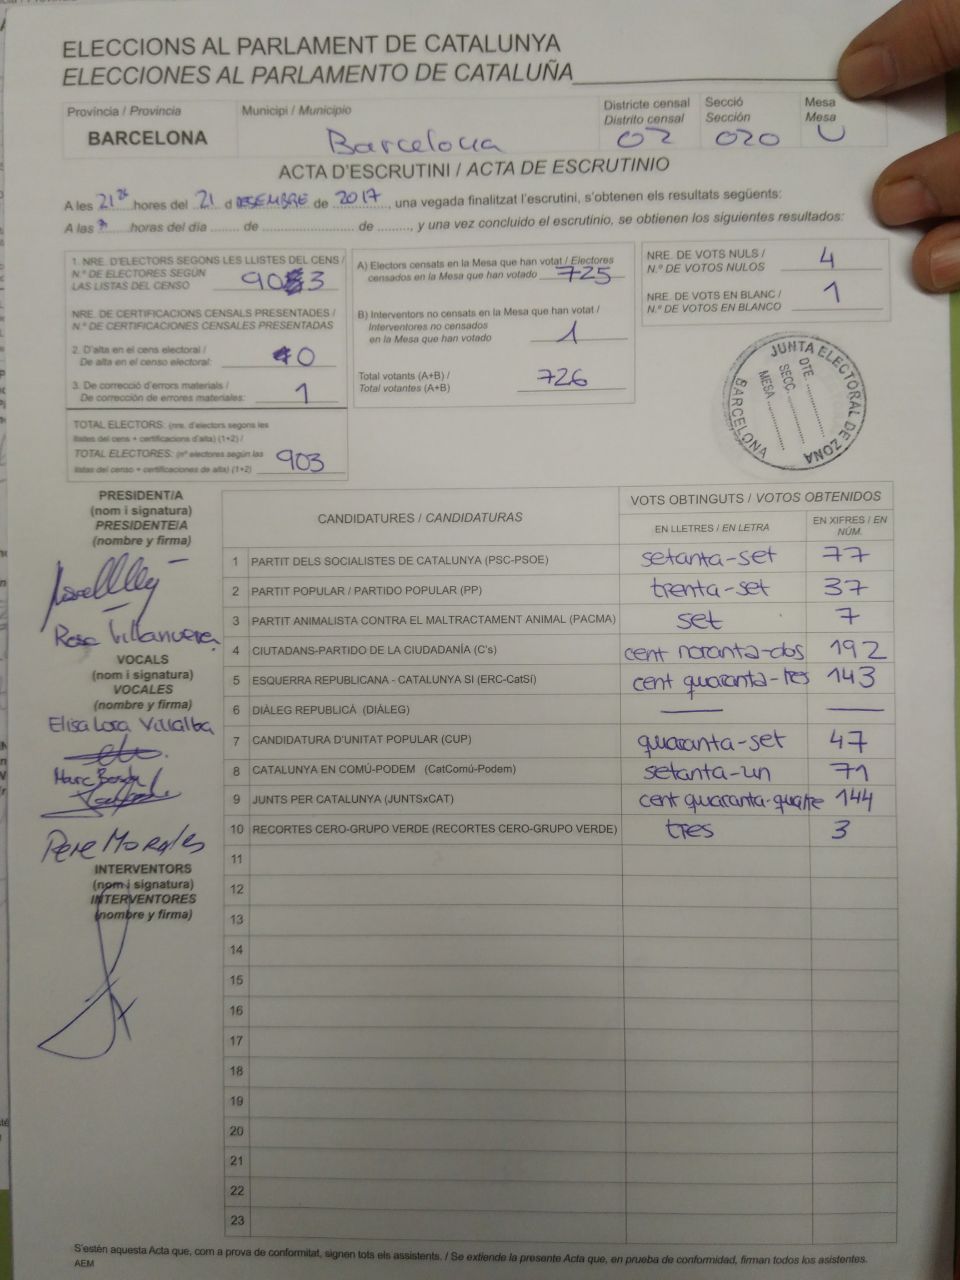 ELECCIONS AL PARLAMENT DE CATALUNYA
ELECCIONES AL PARLAMENTO DE CATALUÑA
Província / Provincia
BARCELONA
Municipi / Municipio
Barcelona
Districte censal
Distrito censal
02
Secció
Sección
020
Mesa
Mesa
U
ACTA D'ESCRUTINI / ACTA DE ESCRUTINIO
A les 21 hores del 21 d DESEMBRE de 2017, una vegada finalitzat l'escrutini, s'obtenen els resultats següents:
A las horas del día ........ de ........................ de ........, y una vez concluido el escrutinio, se obtienen los siguientes resultados:
1. NRE. D'ELECTORS SEGONS LES LLISTES DEL CENS /
N.º DE ELECTORES SEGÚN
LAS LISTAS DEL CENSO
903
NRE. DE CERTIFICACIONS CENSALS PRESENTADES /
N.º DE CERTIFICACIONES CENSALES PRESENTADAS
2. D'alta en el cens electoral /
De alta en el censo electoral:
0
3. De correcció d'errors materials /
De corrección de errores materiales:
1
TOTAL ELECTORS: (nre. d'electors segons les
llistes del cens + certificacions d'alta) (1+2) /
TOTAL ELECTORES: (nº electores según las
listas del censo + certificaciones de alta) (1+2)
903
A) Electors censats en la Mesa que han votat / Electores
censados en la Mesa que han votado
725
B) Interventors no censats en la Mesa que han votat /
Interventores no censados
en la Mesa que han votado
1
Total votants (A+B) /
Total votantes (A+B)
726
NRE. DE VOTS NULS /
N.º DE VOTOS NULOS
4
NRE. DE VOTS EN BLANC /
N.º DE VOTOS EN BLANCO
1
JUNTA ELECTORAL DE ZONA
BARCELONA
DTE. ............
SECC. ............
MESA ............
PRESIDENT/A
(nom i signatura)
PRESIDENTE/A
(nombre y firma)
Rosa Villanueva
VOCALS
(nom i signatura)
VOCALES
(nombre y firma)
Elisa Lora Villalba
Marc
Pere Morales
INTERVENTORS
(nom i signatura)
INTERVENTORES
(nombre y firma)
CANDIDATURES / CANDIDATURAS
VOTS OBTINGUTS / VOTOS OBTENIDOS
EN LLETRES / EN LETRA
EN XIFRES / EN
NÚM.
1 PARTIT DELS SOCIALISTES DE CATALUNYA (PSC-PSOE) setanta-set 77
2 PARTIT POPULAR / PARTIDO POPULAR (PP) trenta-set 37
3 PARTIT ANIMALISTA CONTRA EL MALTRACTAMENT ANIMAL (PACMA) set 7
4 CIUTADANS-PARTIDO DE LA CIUDADANÍA (C's) cent noranta-dos 192
5 ESQUERRA REPUBLICANA - CATALUNYA SI (ERC-CatSí) cent quaranta-tres 143
6 DIÀLEG REPUBLICÀ (DIÀLEG)
7 CANDIDATURA D'UNITAT POPULAR (CUP) quaranta-set 47
8 CATALUNYA EN COMÚ-PODEM (CatComú-Podem) setanta-un 71
9 JUNTS PER CATALUNYA (JUNTSxCAT) cent quaranta-quatre 144
10 RECORTES CERO-GRUPO VERDE (RECORTES CERO-GRUPO VERDE) tres 3
11
12
13
14
15
16
17
18
19
20
21
22
23
S'estén aquesta Acta que, com a prova de conformitat, signen tots els assistents. / Se extiende la presente Acta que, en prueba de conformidad, firman todos los asistentes.
AEM